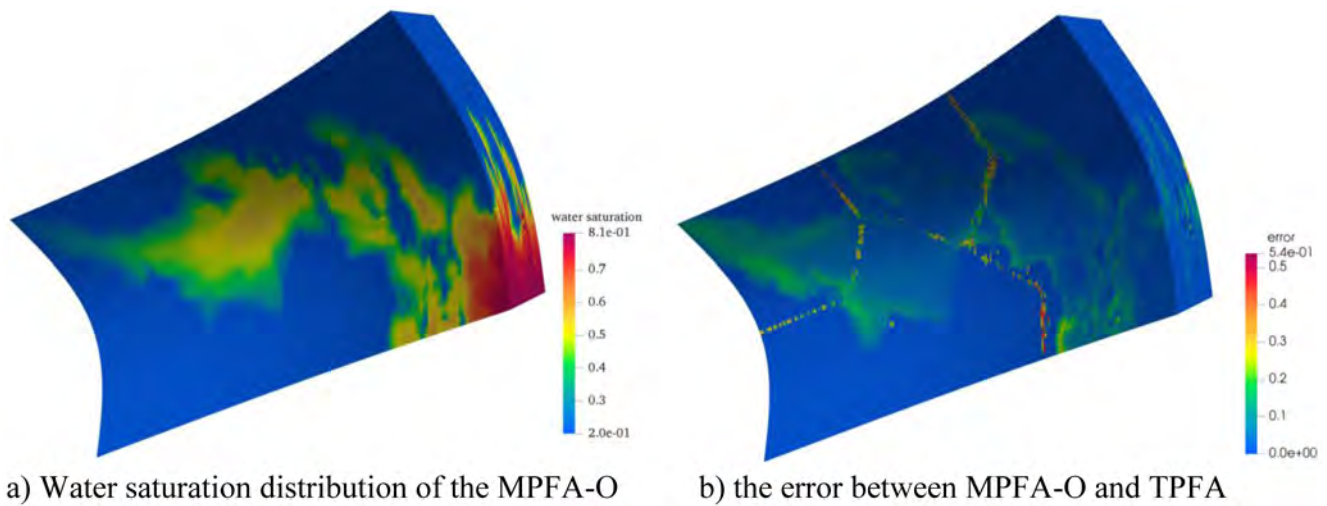 water saturation
8.1e-01
0.7
0.6
0.5
0.4
0.3
2.0e-01
error
5.4e-01
0.5
0.4
0.3
0.2
0.1
0.0e+00
a) Water saturation distribution of the MPFA-O
b) the error between MPFA-O and TPFA